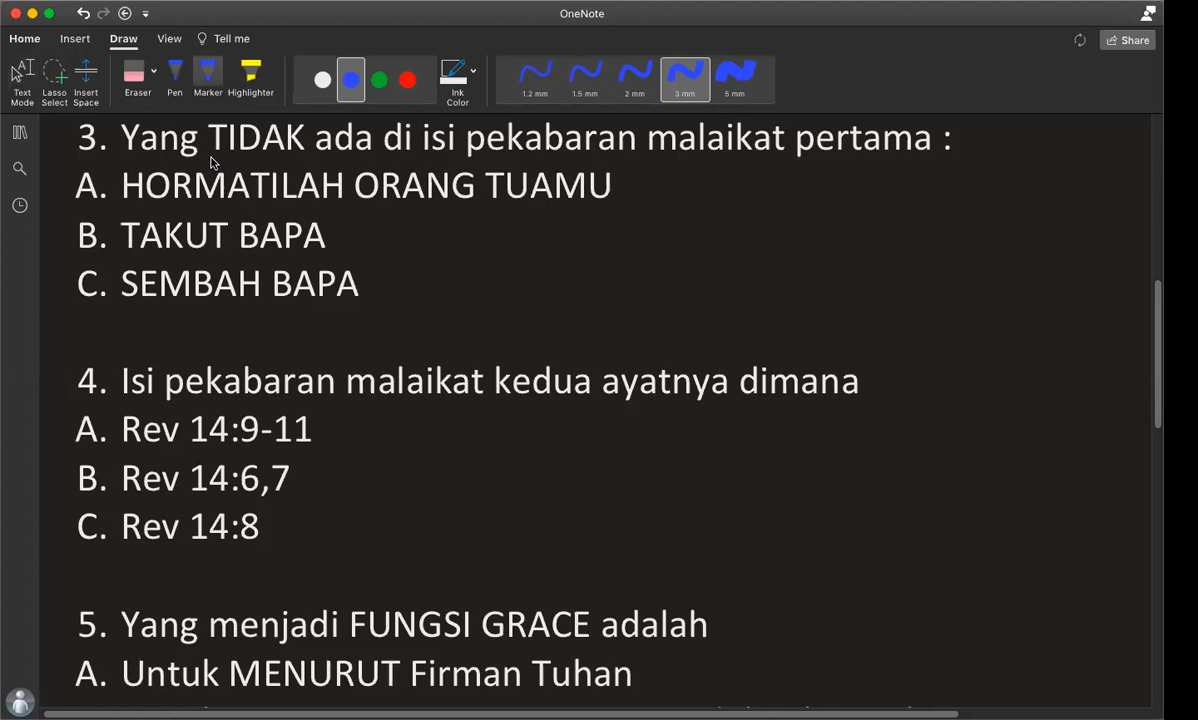 OneNote
Home Insert Draw View Tell me Share
Text Mode Lasso Select Insert Space Eraser Pen Marker Highlighter Ink Color 1.2 mm 1.5 mm 2 mm 3 mm 5 mm
3. Yang TIDAK ada di isi pekabaran malaikat pertama :
A. HORMATILAH ORANG TUAMU
B. TAKUT BAPA
C. SEMBAH BAPA
4. Isi pekabaran malaikat kedua ayatnya dimana
A. Rev 14:9-11
B. Rev 14:6,7
C. Rev 14:8
5. Yang menjadi FUNGSI GRACE adalah
A. Untuk MENURUT Firman Tuhan